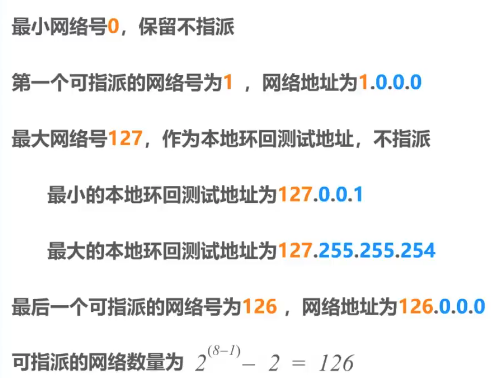 最小网络号0，保留不指派
第一个可指派的网络号为1 ，网络地址为1.0.0.0
最大网络号127，作为本地环回测试地址，不指派
最小的本地环回测试地址为127.0.0.1
最大的本地环回测试地址为127.255.255.254
最后一个可指派的网络号为126 ，网络地址为126.0.0.0
可指派的网络数量为 2^(8−1) − 2 = 126